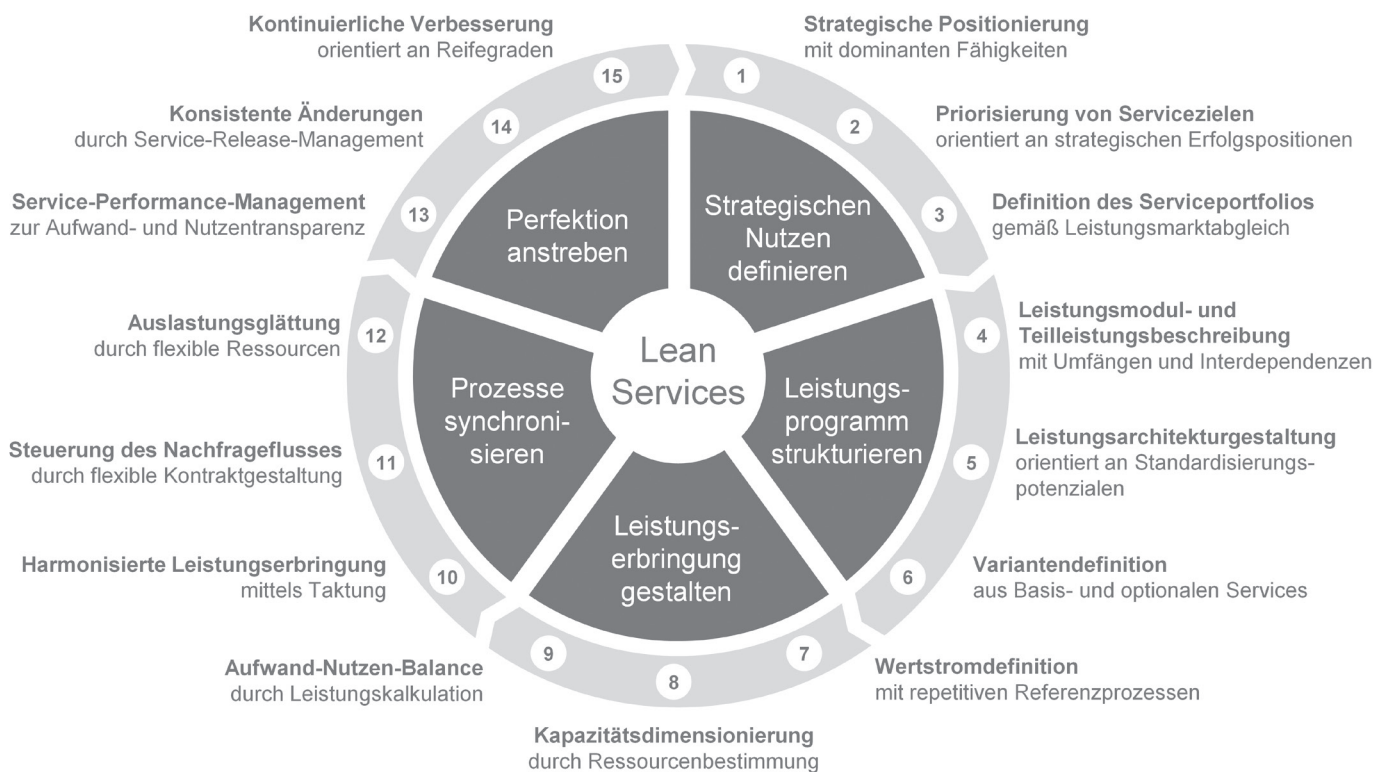 Lean
Services
Strategischen
Nutzen
definieren
1
Strategische Positionierung
mit dominanten Fähigkeiten
2
Priorisierung von Servicezielen
orientiert an strategischen Erfolgspositionen
3
Definition des Serviceportfolios
gemäß Leistungsmarktabgleich
Leistungs-
programm
strukturieren
4
Leistungsmodul- und
Teilleistungsbeschreibung
mit Umfängen und Interdependenzen
5
Leistungsarchitekturgestaltung
orientiert an Standardisierungs-
potenzialen
6
Variantendefinition
aus Basis- und optionalen Services
Leistungs-
erbringung
gestalten
7
Wertstromdefinition
mit repetitiven Referenzprozessen
8
Kapazitätsdimensionierung
durch Ressourcenbestimmung
9
Aufwand-Nutzen-Balance
durch Leistungskalkulation
Prozesse
synchroni-
sieren
10
Harmonisierte Leistungserbringung
mittels Taktung
11
Steuerung des Nachfrageflusses
durch flexible Kontraktgestaltung
12
Auslastungsglättung
durch flexible Ressourcen
Perfektion
anstreben
13
Service-Performance-Management
zur Aufwand- und Nutzentransparenz
14
Konsistente Änderungen
durch Service-Release-Management
15
Kontinuierliche Verbesserung
orientiert an Reifegraden